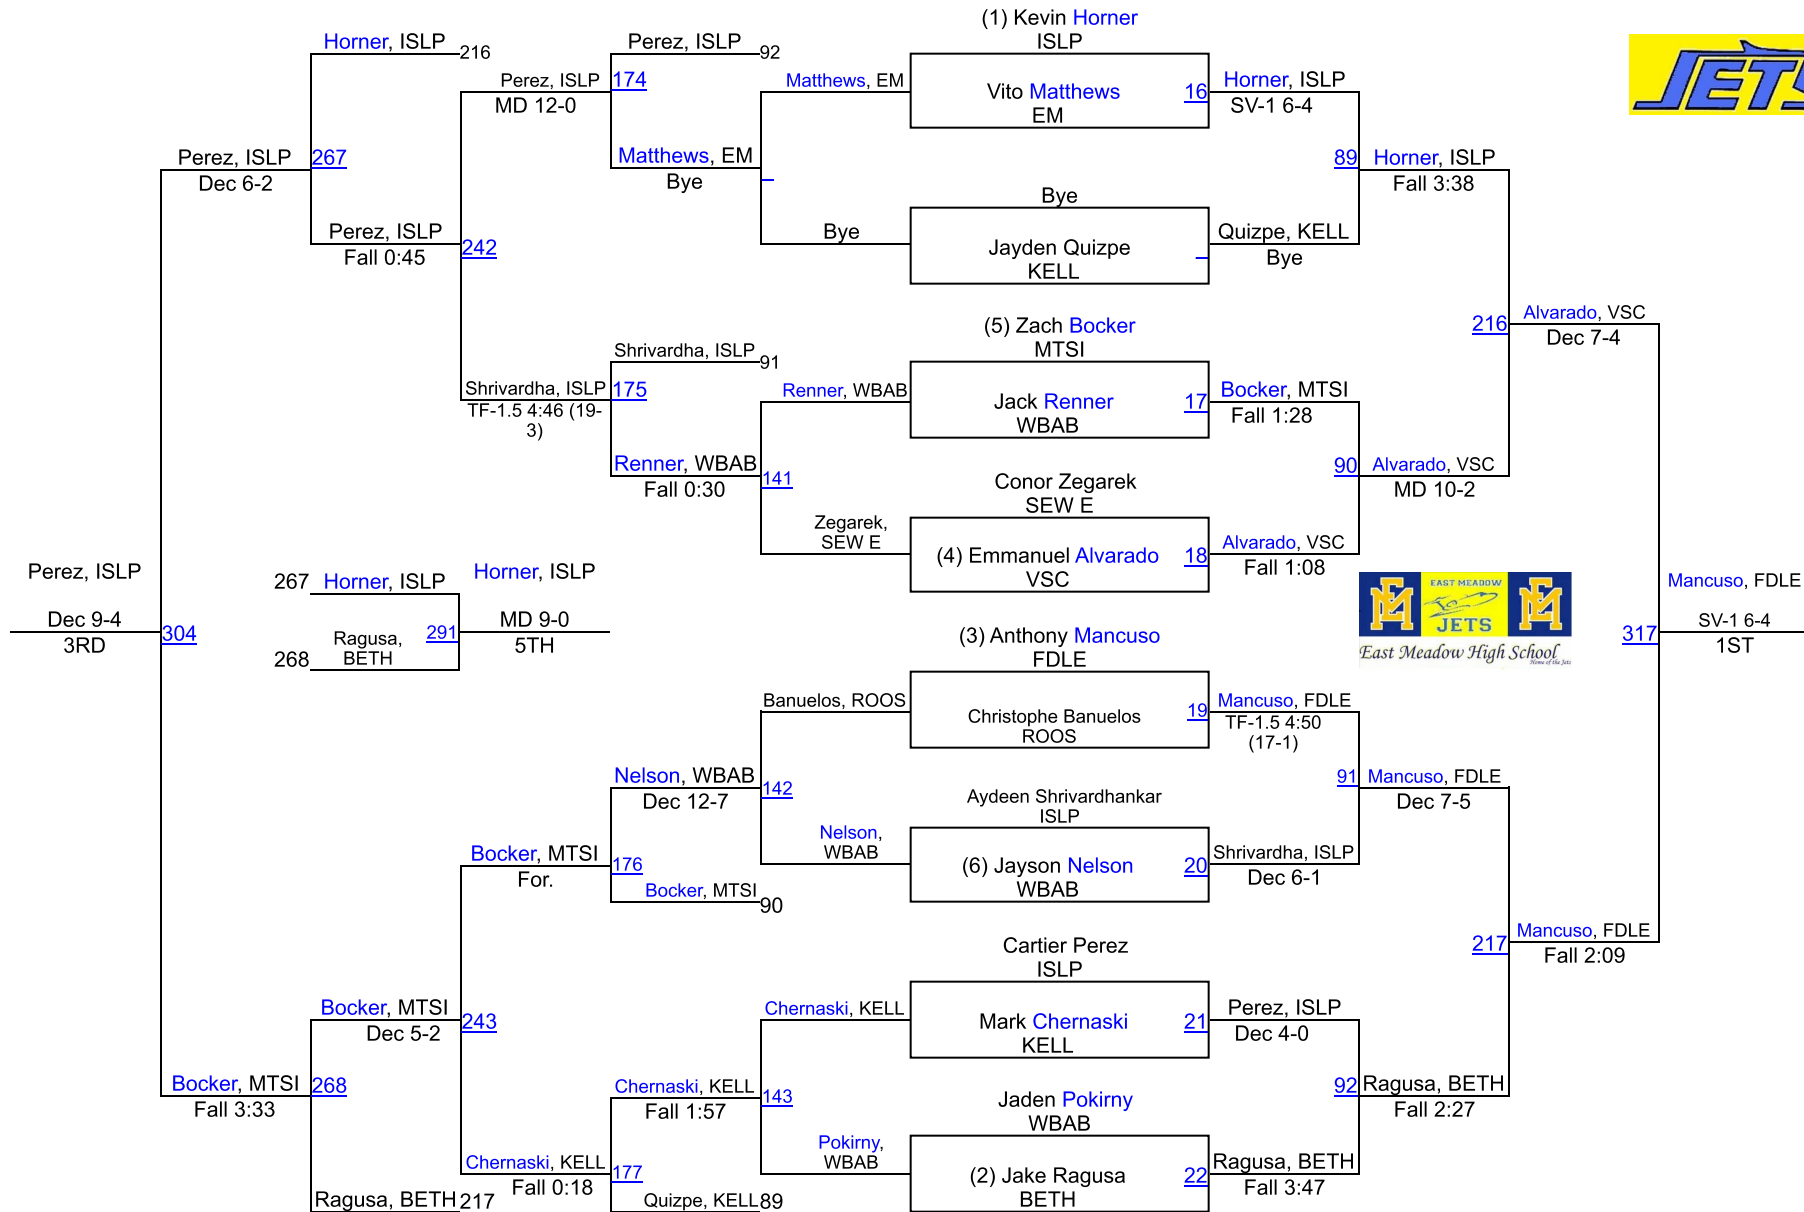 (1) Kevin Horner
ISLP
Horner, ISLP
216
Perez, ISLP
92
Perez, ISLP
MD 12-0
174
Matthews, EM
Vito Matthews
EM
16
Horner, ISLP
SV-1 6-4
JETS
Perez, ISLP
Dec 6-2
267
Matthews, EM
Bye
89
Horner, ISLP
Fall 3:38
Bye
Perez, ISLP
Fall 0:45
242
Bye
Jayden Quizpe
KELL
Quizpe, KELL
Bye
(5) Zach Bocker
MTSI
216
Alvarado, VSC
Dec 7-4
Shrivardha, ISLP
91
Shrivardha, ISLP
TF-1.5 4:46 (19-
3)
175
Renner, WBAB
Jack Renner
WBAB
17
Bocker, MTSI
Fall 1:28
Renner, WBAB
Fall 0:30
141
90
Alvarado, VSC
MD 10-2
Conor Zegarek
SEW E
Zegarek,
SEW E
(4) Emmanuel Alvarado
VSC
18
Alvarado, VSC
Fall 1:08
Perez, ISLP
Dec 9-4
3RD
304
267
Horner, ISLP
Ragusa,
BETH
268
291
Horner, ISLP
MD 9-0
5TH
EAST MEADOW
JETS
EM
EM
East Meadow High School
Home of the Jets
317
Mancuso, FDLE
SV-1 6-4
1ST
(3) Anthony Mancuso
FDLE
Banuelos, ROOS
Christophe Banuelos
ROOS
19
Mancuso, FDLE
TF-1.5 4:50
(17-1)
Nelson, WBAB
Dec 12-7
142
91
Mancuso, FDLE
Dec 7-5
Aydeen Shrivardhankar
ISLP
Nelson,
WBAB
(6) Jayson Nelson
WBAB
20
Shrivardha, ISLP
Dec 6-1
Bocker, MTSI
For.
176
Bocker, MTSI
90
Cartier Perez
ISLP
217
Mancuso, FDLE
Fall 2:09
Chernaski, KELL
Mark Chernaski
KELL
21
Perez, ISLP
Dec 4-0
Bocker, MTSI
Dec 5-2
243
Bocker, MTSI
Fall 3:33
268
Chernaski, KELL
Fall 1:57
143
92
Ragusa, BETH
Fall 2:27
Jaden Pokirny
WBAB
Pokirny,
WBAB
(2) Jake Ragusa
BETH
22
Ragusa, BETH
Fall 3:47
Chernaski, KELL
Fall 0:18
177
Ragusa, BETH
217
Quizpe, KELL
89